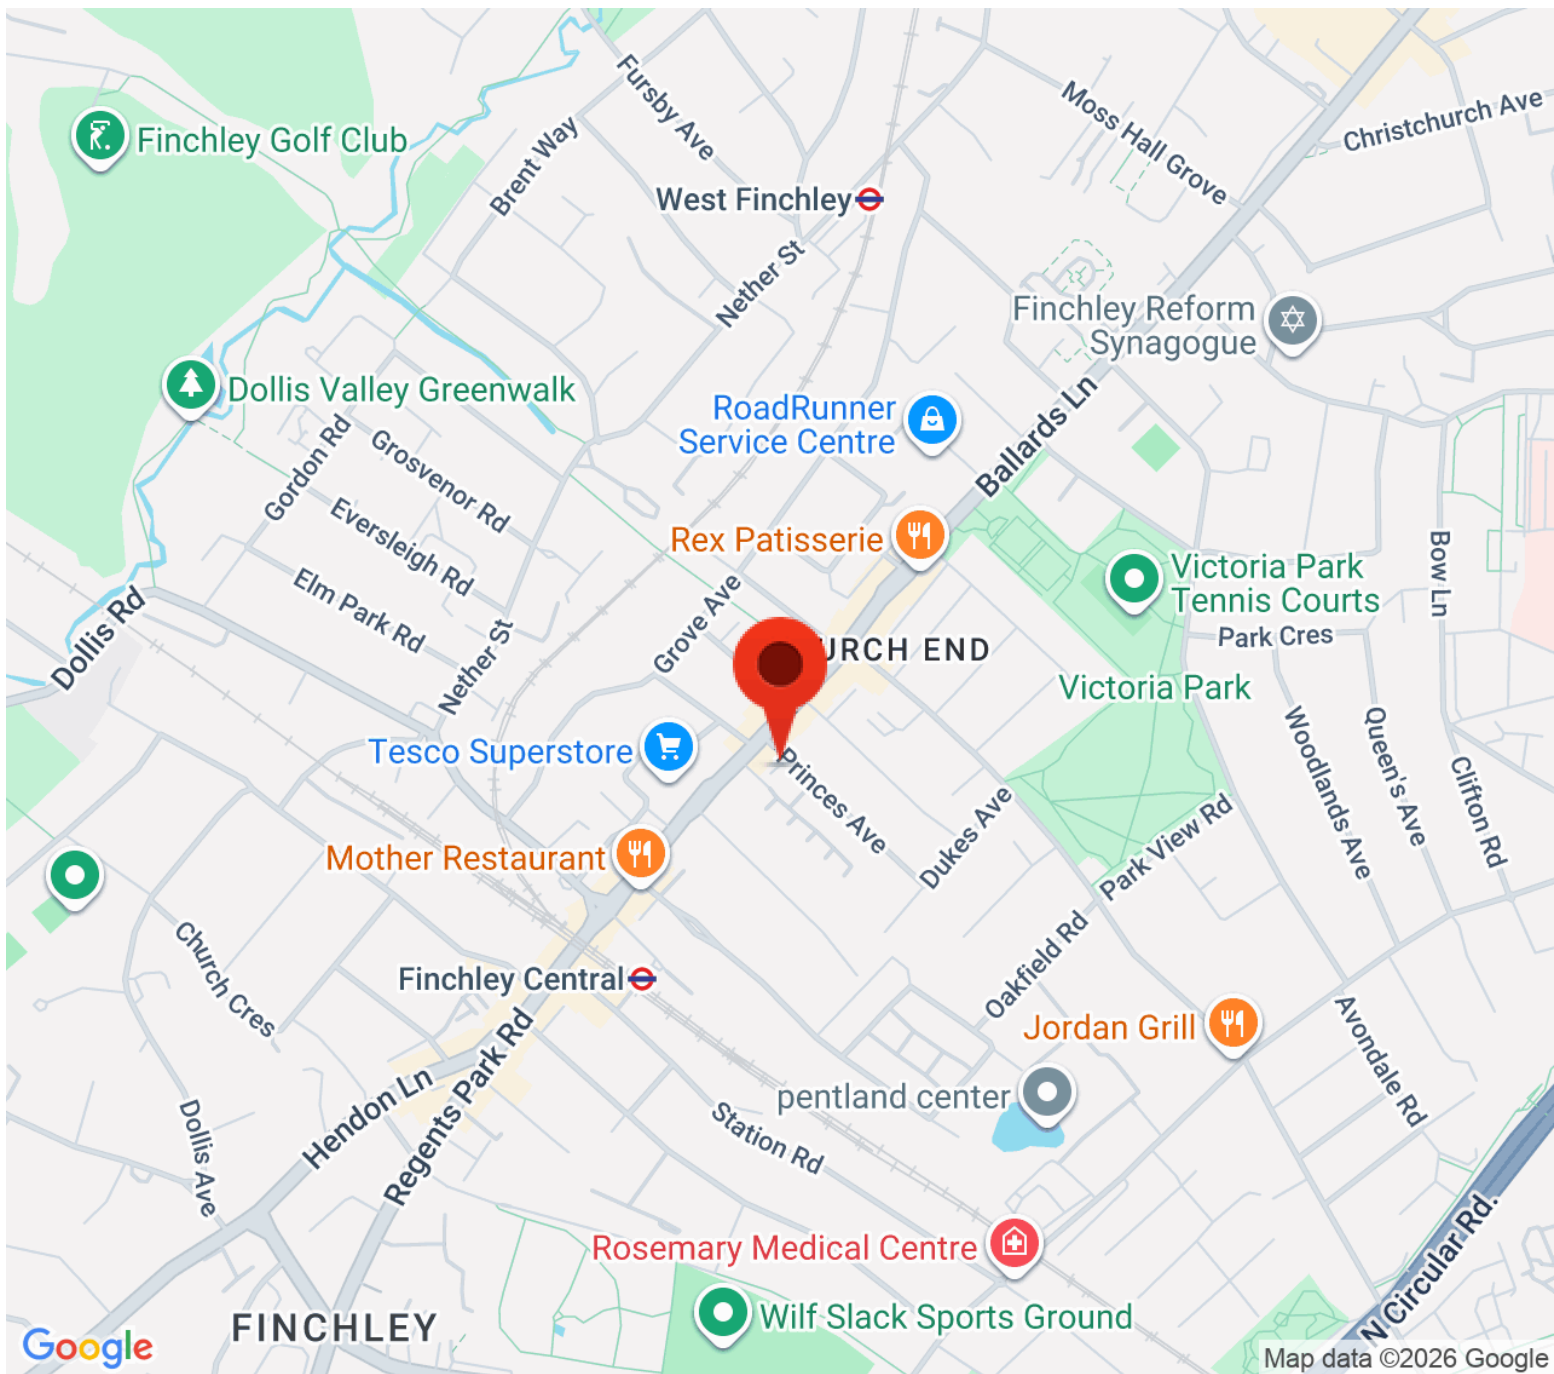 Fursby Ave
Moss Hall Grove
Christchurch Ave
Finchley Golf Club
Brent Way
West Finchley
Nether St
Finchley Reform
Synagogue
Dollis Valley Greenwalk
RoadRunner
Service Centre
Ballards Ln
Gordon Rd
Grosvenor Rd
Eversleigh Rd
Rex Patisserie
Victoria Park
Tennis Courts
Bow Ln
Elm Park Rd
Dollis Rd
Grove Ave
Nether St
URCH END
Park Cres
Victoria Park
Woodlands Ave
Queen's Ave
Clifton Rd
Tesco Superstore
Princes Ave
Dukes Ave
Park View Rd
Mother Restaurant
Church Cres
Finchley Central
Oakfield Rd
Jordan Grill
Avondale Rd
pentland center
Hendon Ln
Regents Park Rd
Dollis Ave
Station Rd
Rosemary Medical Centre
N Circular Rd.
Wilf Slack Sports Ground
FINCHLEY
Google
Map data ©2026 Google